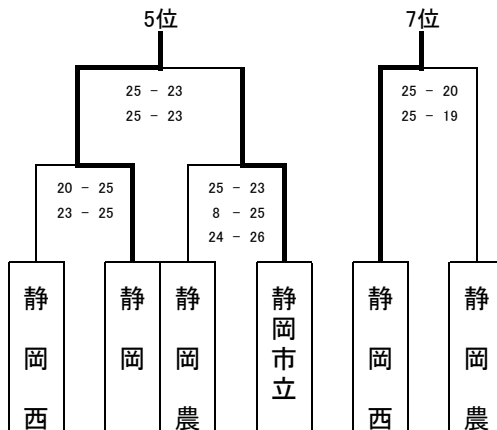 5位
7位
25 - 23
25 - 23
25 - 20
25 - 19
20 - 25
23 - 25
25 - 23
8 - 25
24 - 26
静岡西
静岡
静岡農
静岡市立
静岡西
静岡農